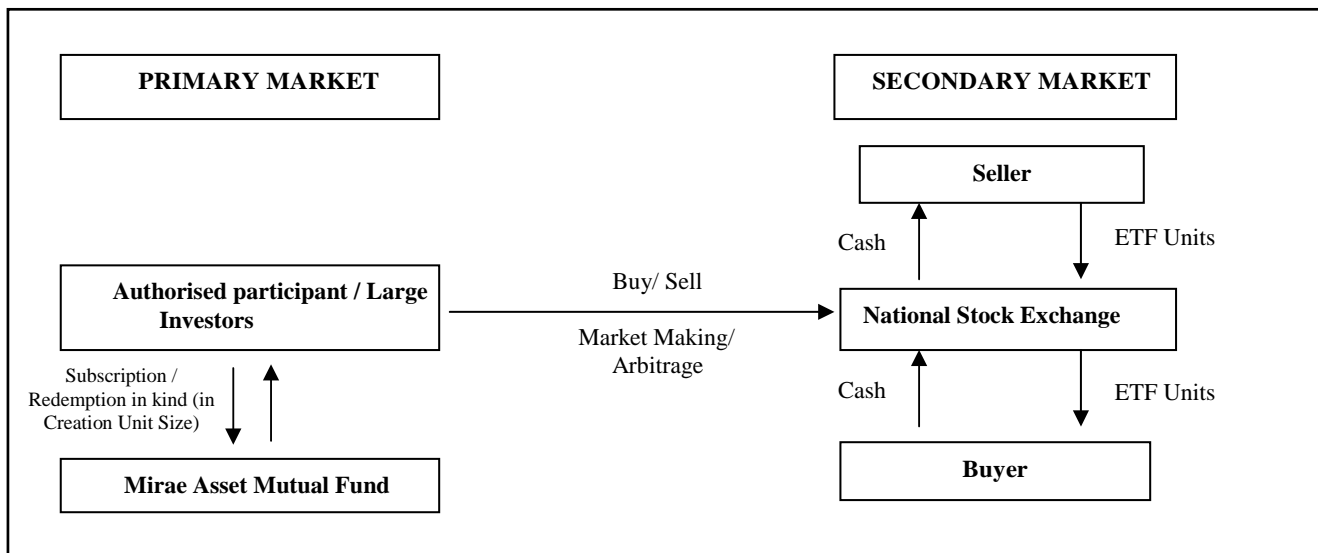 PRIMARY MARKET
SECONDARY MARKET
Seller
Cash
ETF Units
Authorised participant / Large
Investors
Buy/ Sell
Market Making/
Arbitrage
National Stock Exchange
Subscription /
Redemption in kind (in
Creation Unit Size)
Cash
ETF Units
Mirae Asset Mutual Fund
Buyer